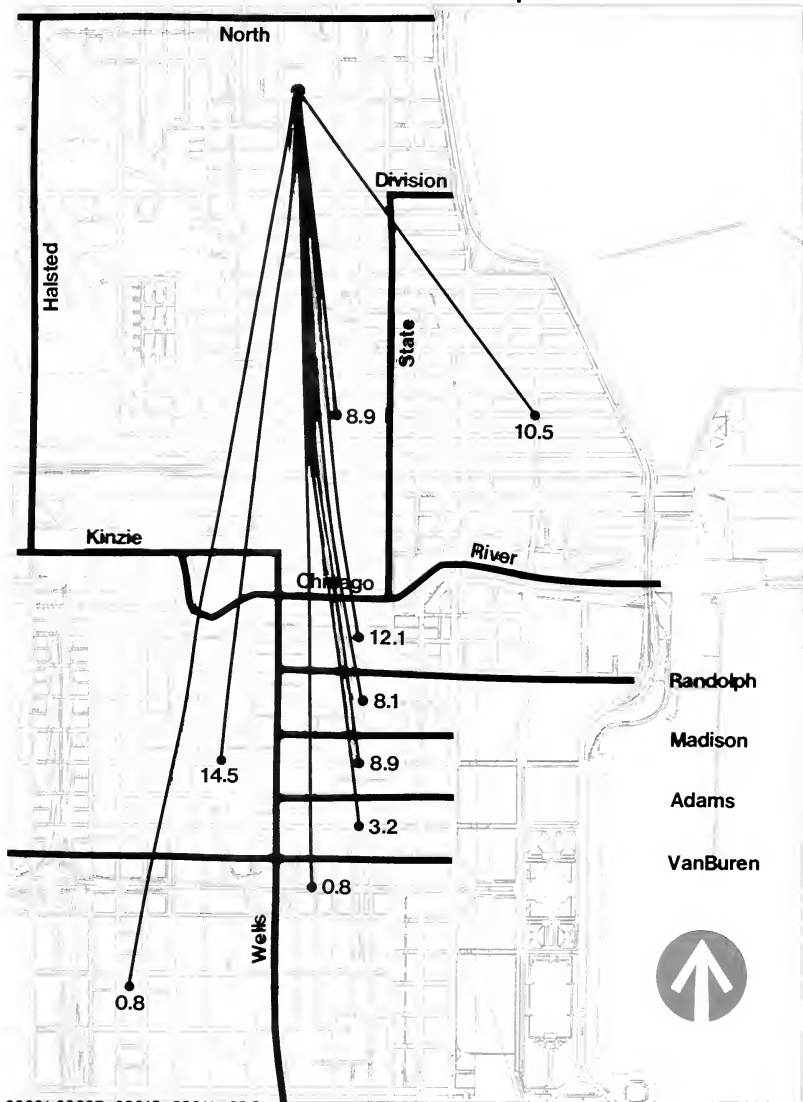 North
Division
Halsted
State
8.9
10.5
Kinzie
River
Chicago
12.1
Randolph
8.1
Madison
14.5
8.9
Adams
3.2
VanBuren
0.8
Wells
0.8